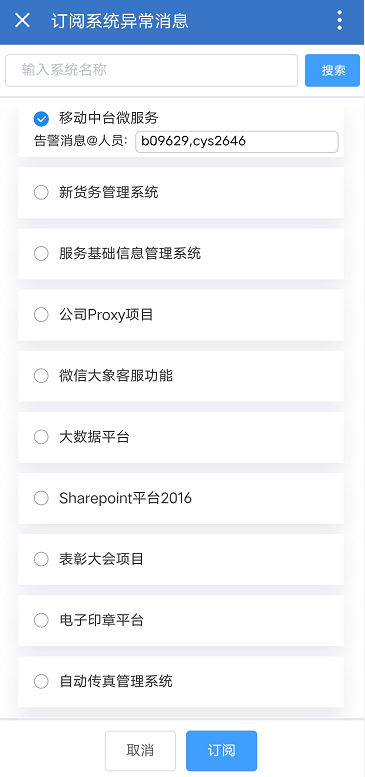 订阅系统异常消息
输入系统名称
搜索
移动中台微服务
告警消息@人员: b09629,cys2646
新货务管理系统
服务基础信息管理系统
公司Proxy项目
微信大象客服功能
大数据平台
Sharepoint平台2016
表彰大会项目
电子印章平台
自动传真管理系统
取消
订阅